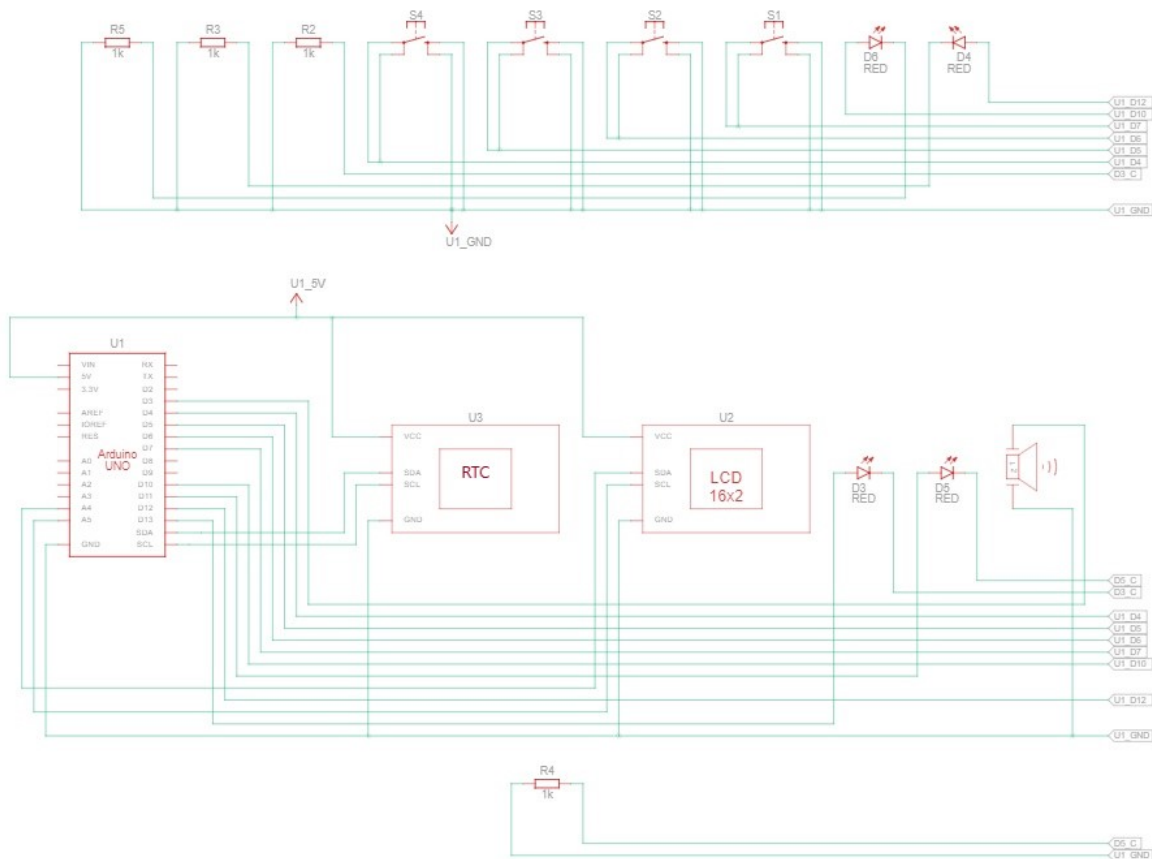 R5
1k
R3
1k
R2
1k
S4
S3
S2
S1
D6
RED
D4
RED
U1_D12
U1_D10
U1_D7
U1_D6
U1_D5
U1_D4
D3_C
U1_GND
U1_GND
U1_5V
U1
VIN
5V
3.3V
AREF
IOREF
RES
A0
A1
A2
A3
A4
A5
GND
Arduino
UNO
RX
TX
D2
D3
D4
D5
D6
D7
D8
D9
D10
D11
D12
D13
SDA
SCL
U3
VCC
SDA
SCL
GND
RTC
U2
VCC
SDA
SCL
GND
LCD
16x2
D3
RED
D5
RED
D5_C
D3_C
U1_D4
U1_D5
U1_D6
U1_D7
U1_D10
U1_D12
U1_GND
R4
1k
D5_C
U1_GND